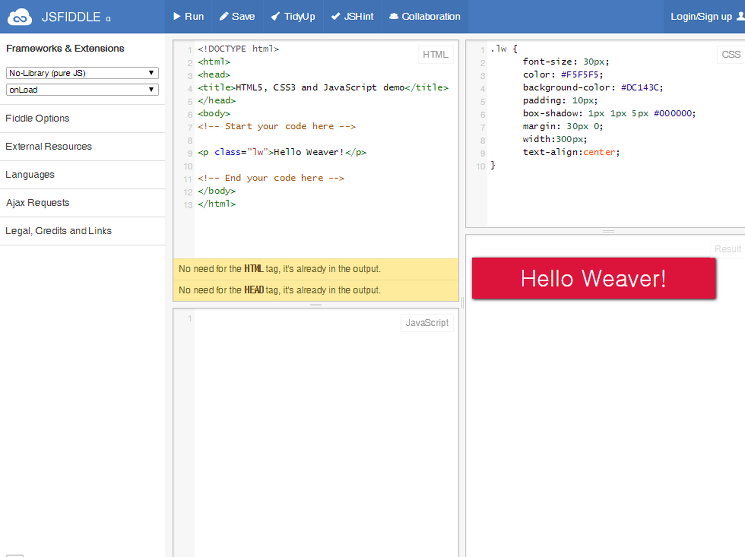 JSFIDDLE α
Run
Save
TidyUp
JSHint
Collaboration
Login/Sign up
Frameworks & Extensions
No-Library (pure JS)
onLoad
Fiddle Options
External Resources
Languages
Ajax Requests
Legal, Credits and Links
HTML
1 <!DOCTYPE html>
2 <html>
3 <head>
4 <title>HTML5, CSS3 and JavaScript demo</title>
5 </head>
6 <body>
7 <!-- Start your code here -->
8
9 <p class="lw">Hello Weaver!</p>
10
11 <!-- End your code here -->
12 </body>
13 </html>
No need for the HTML tag, it's already in the output.
No need for the HEAD tag, it's already in the output.
JavaScript
1
CSS
1 .lw {
2 font-size: 30px;
3 color: #F5F5F5;
4 background-color: #DC143C;
5 padding: 10px;
6 box-shadow: 1px 1px 5px #000000;
7 margin: 30px 0;
8 width:300px;
9 text-align:center;
10 }
Result
Hello Weaver!